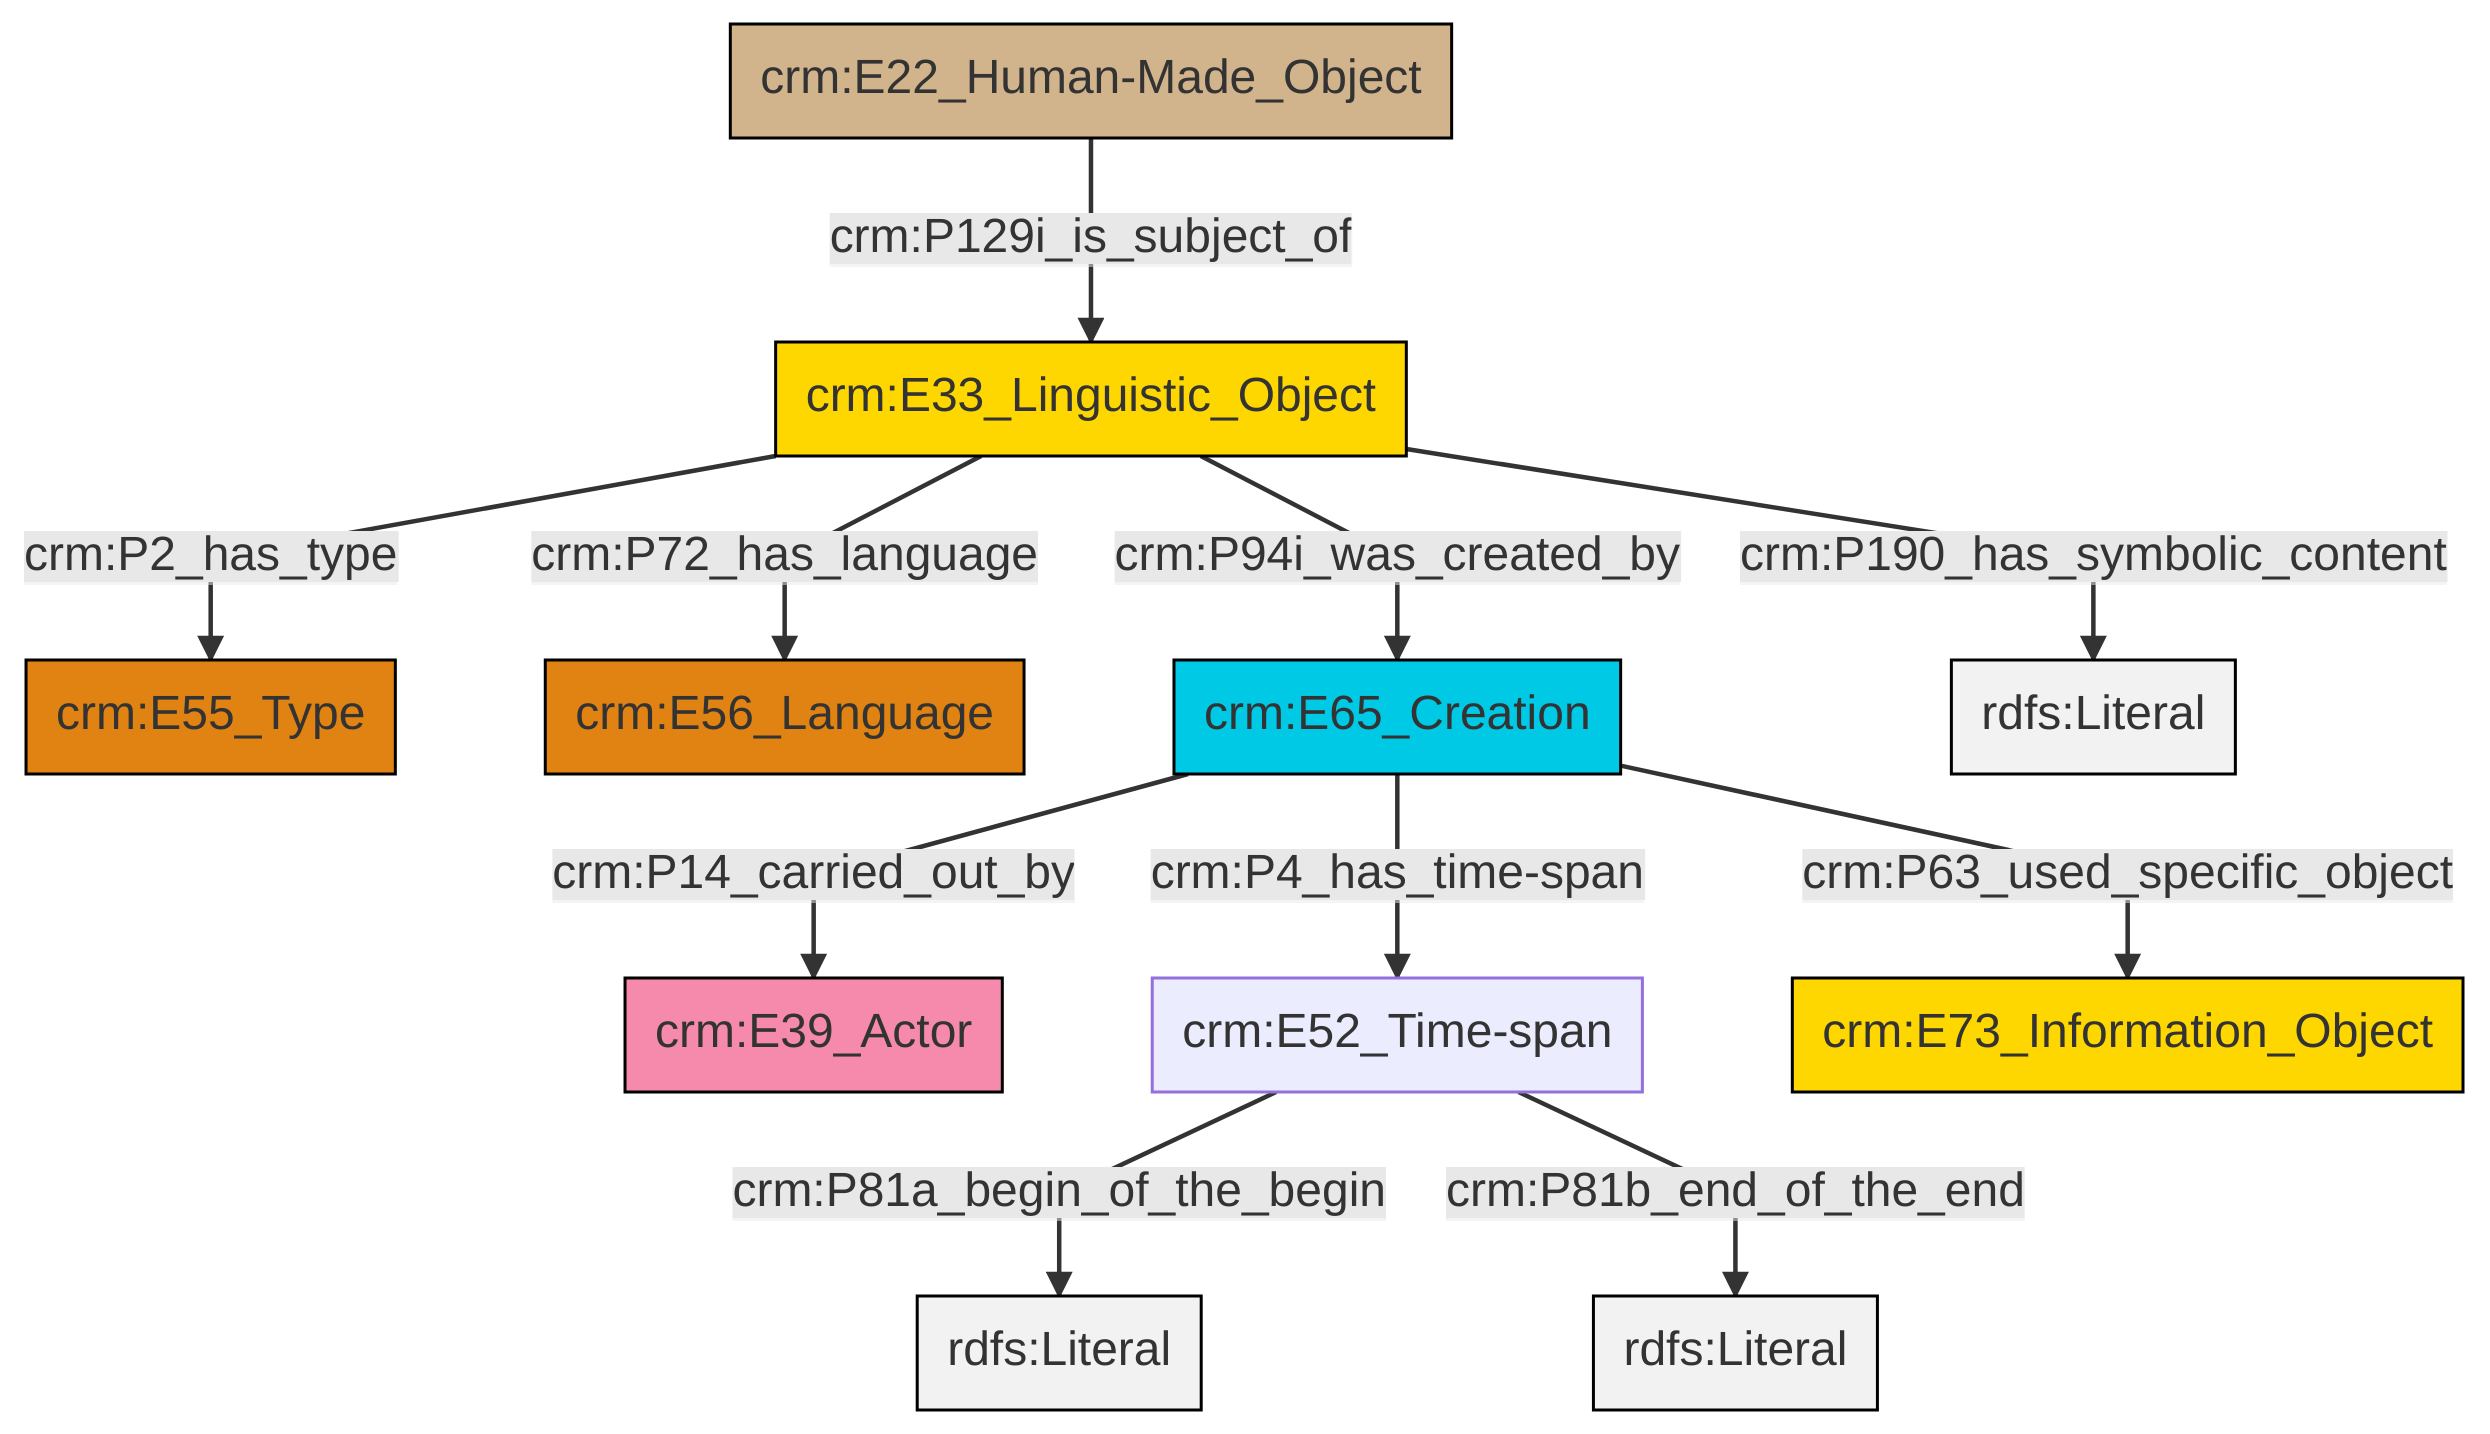 crm:E22_Human-Made_Object
crm:P129i_is_subject_of
crm:E33_Linguistic_Object
crm:P2_has_type
crm:P72_has_language
crm:P94i_was_created_by
crm:P190_has_symbolic_content
crm:E55_Type
crm:E56_Language
crm:E65_Creation
rdfs:Literal
crm:P14_carried_out_by
crm:P4_has_time-span
crm:P63_used_specific_object
crm:E39_Actor
crm:E52_Time-span
crm:E73_Information_Object
crm:P81a_begin_of_the_begin
crm:P81b_end_of_the_end
rdfs:Literal
rdfs:Literal